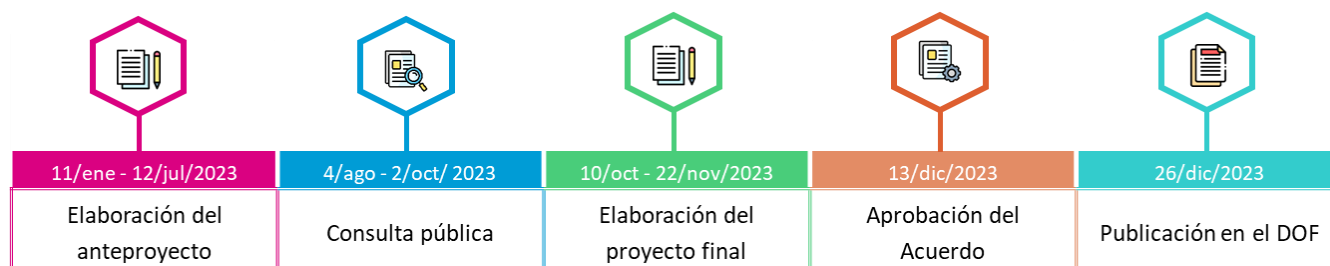 11/ene - 12/jul/2023
4/ago - 2/oct/ 2023
10/oct - 22/nov/2023
13/dic/2023
26/dic/2023
Elaboración del
anteproyecto
Consulta pública
Elaboración del
proyecto final
Aprobación del
Acuerdo
Publicación en el DOF